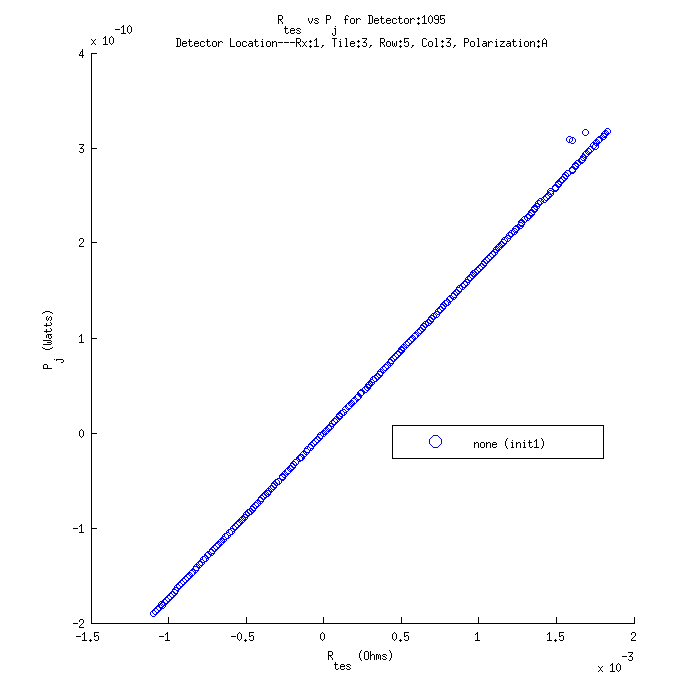 R_tes vs P_j for Detector:1095
x 10^-10
Detector Location---Rx:1, Tile:3, Row:5, Col:3, Polarization:A
4
3
2
1
0
-1
-2
P_j (Watts)
none (init1)
-1.5 -1 -0.5 0 0.5 1 1.5 2
R_tes (Ohms)
x 10^-3